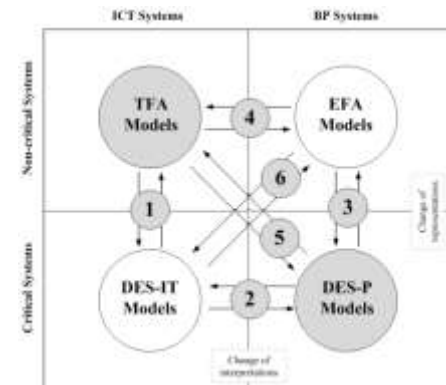 ICT Systems
BP Systems
Non-critical Systems
Critical Systems
TFA
Models
4
EFA
Models
6
1
3
5
DES-IT
Models
2
DES-P
Models
Change of
interpretations
Change of
representations